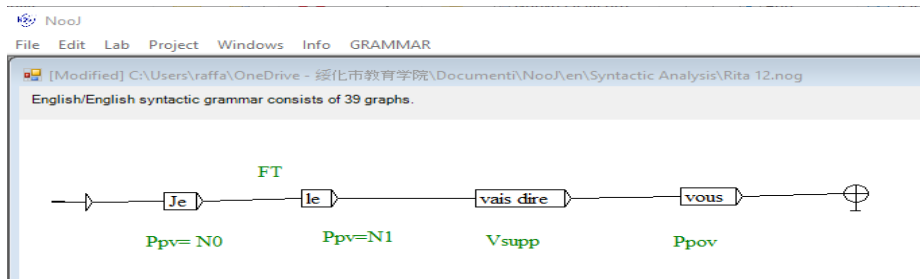 NooJ
File Edit Lab Project Windows Info GRAMMAR
[Modified] C:\Users\raffa\OneDrive - 绥化市教育学院\Documenti\NooJ\en\Syntactic Analysis\Rita 12.nog
English/English syntactic grammar consists of 39 graphs.
FT
Je le vais dire vous
Ppv= N0 Ppv=N1 Vsupp Ppov